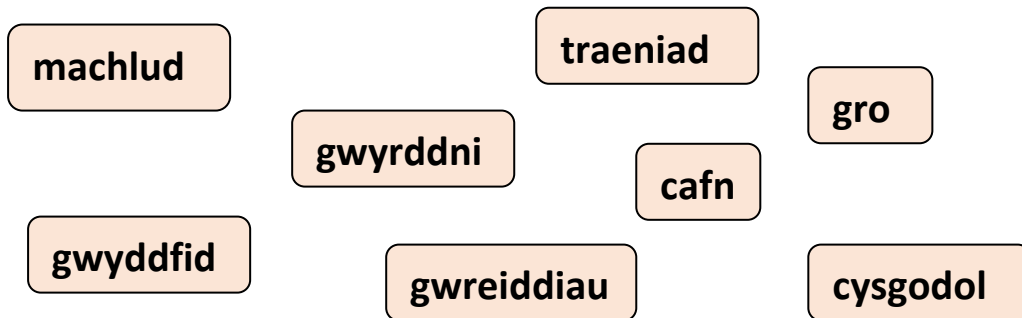 machlud
traeniad
gro
gwyrddni
cafn
gwyddfid
gwreiddiau
cysgodol